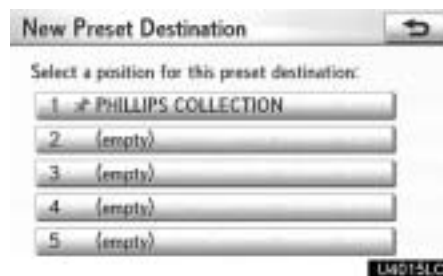 New Preset Destination
Select a position for this preset destination:
1 PHILLIPS COLLECTION
2 (empty)
3 (empty)
4 (empty)
5 (empty)
U4015LC